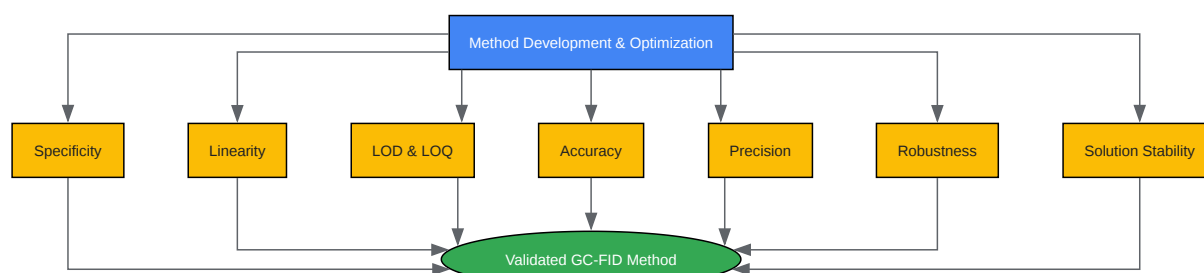 Method Development & Optimization
Specificity
Linearity
LOD & LOQ
Accuracy
Precision
Robustness
Solution Stability
Validated GC-FID Method